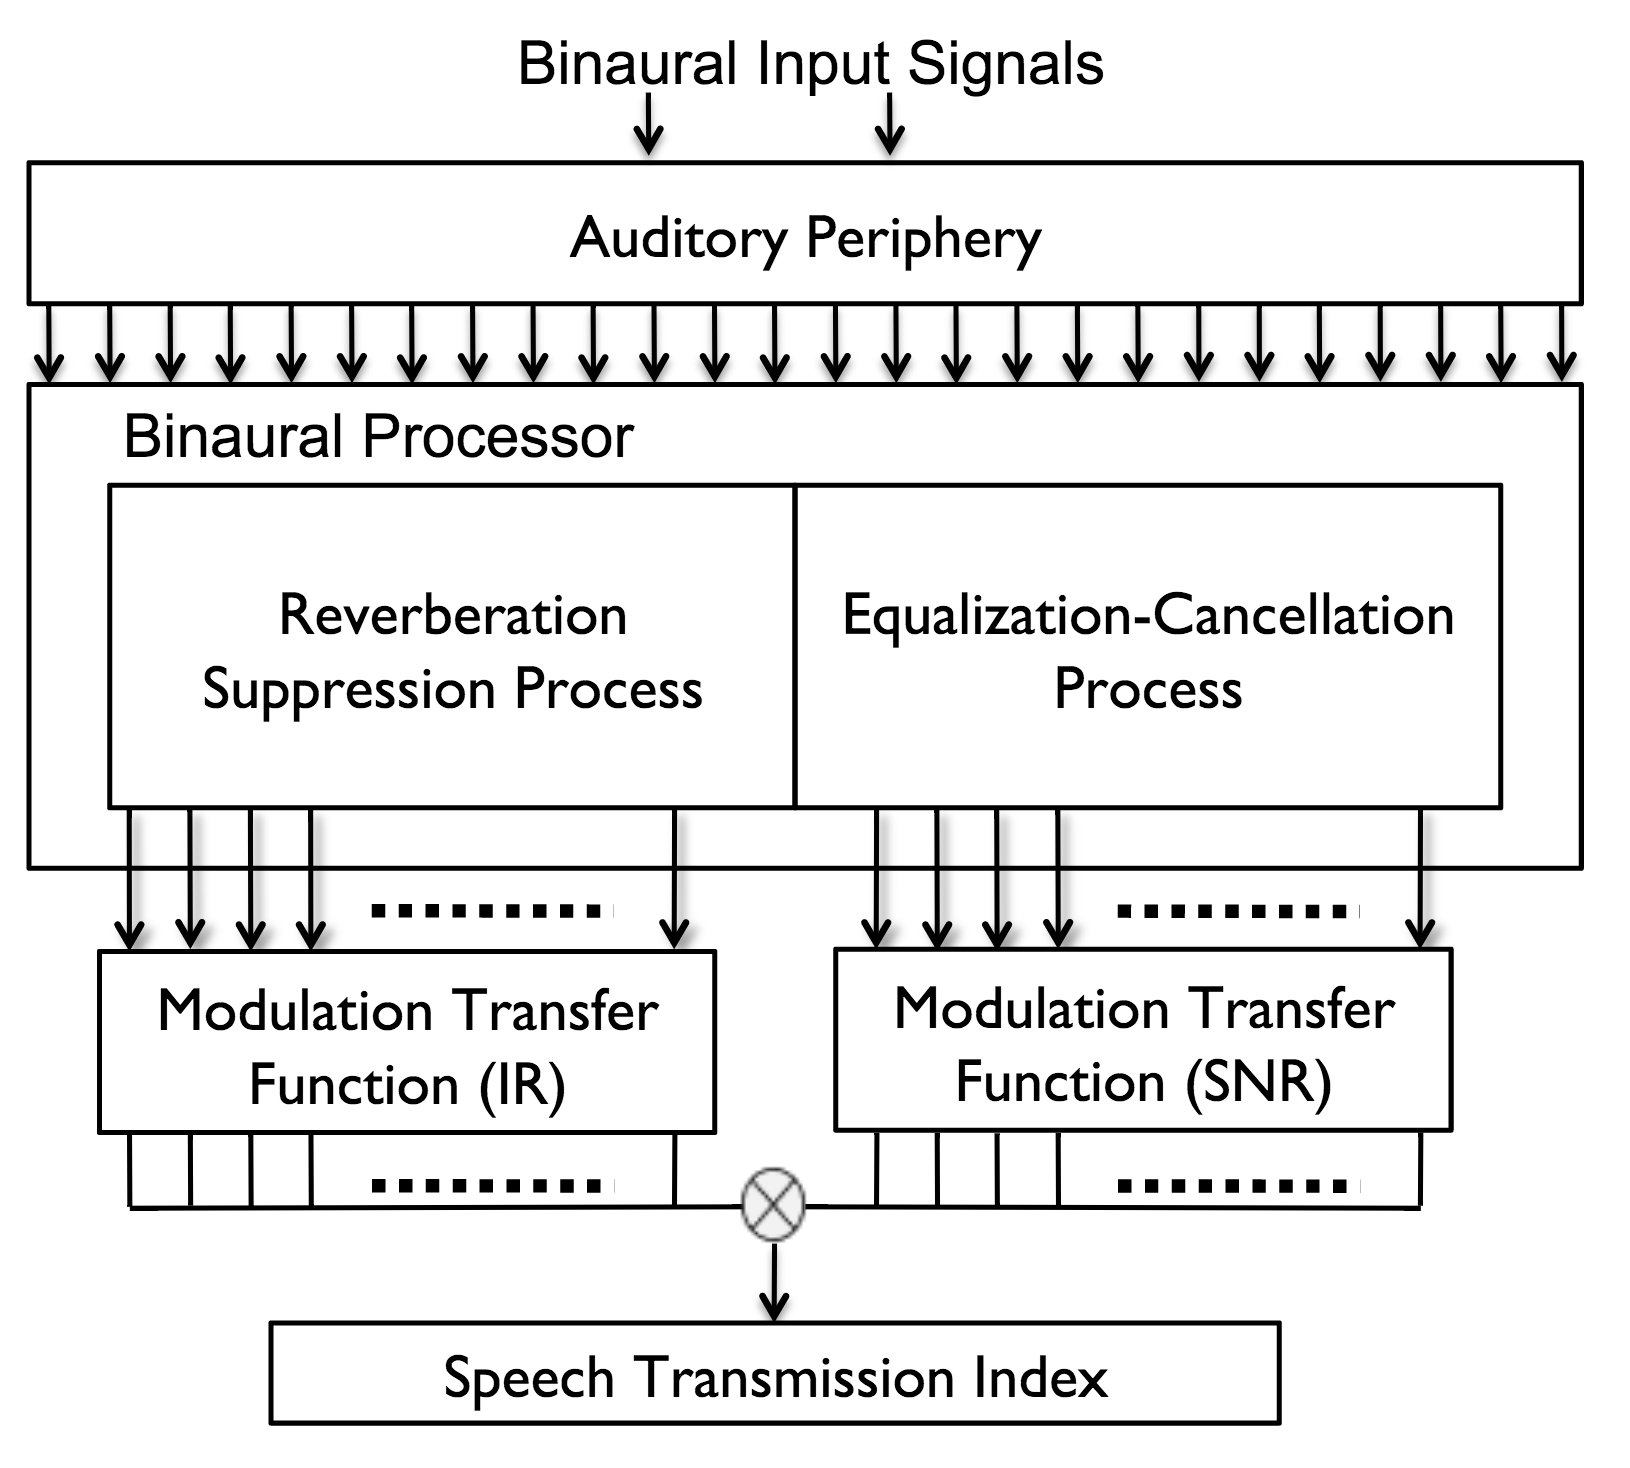 Binaural Input Signals
Auditory Periphery
Binaural Processor
Reverberation
Suppression Process
Equalization-Cancellation
Process
Modulation Transfer
Function (IR)
Modulation Transfer
Function (SNR)
Speech Transmission Index